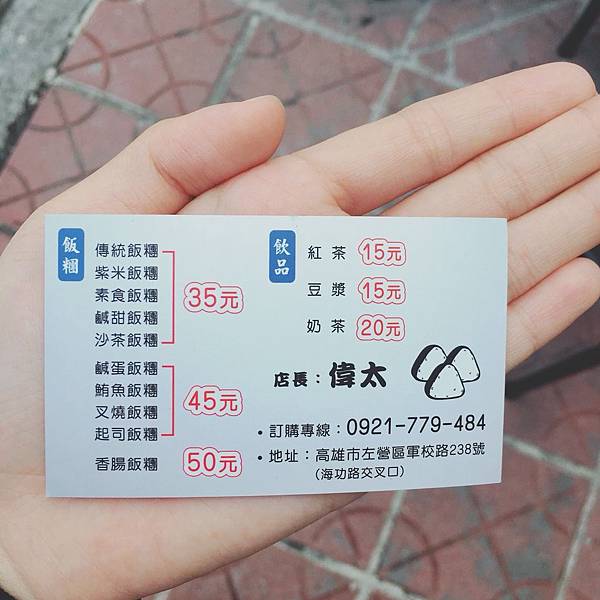 飯糰
傳統飯糰
紫米飯糰
素食飯糰
鹹甜飯糰
沙茶飯糰
35元
鹹蛋飯糰
鮪魚飯糰
叉燒飯糰
起司飯糰
45元
香腸飯糰 50元
飲品
紅茶 15元
豆漿 15元
奶茶 20元
店長：偉太
•訂購專線：0921-779-484
•地址：高雄市左營區軍校路238號
(海功路交叉口)